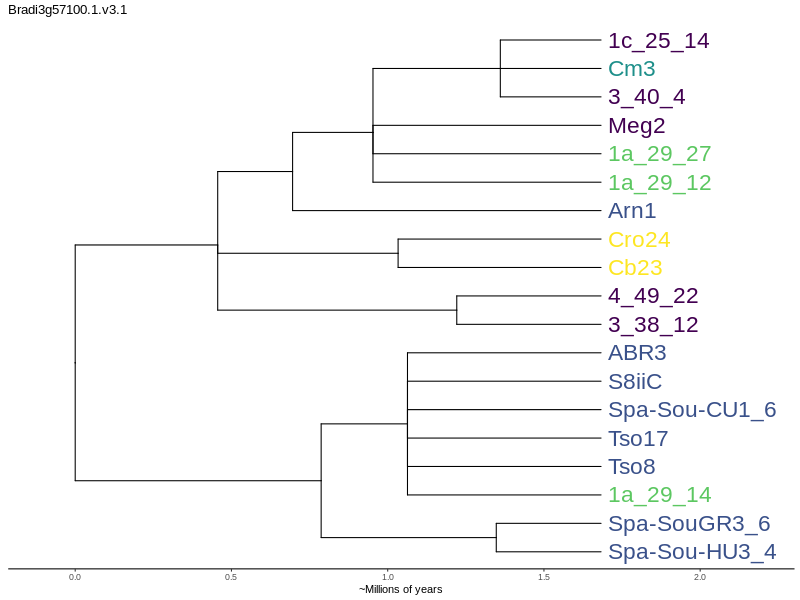 Bradi3g57100.1.v3.1
1c_25_14
Cm3
3_40_4
Meg2
1a_29_27
1a_29_12
Arn1
Cro24
Cb23
4_49_22
3_38_12
ABR3
S8iiC
Spa-Sou-CU1_6
Tso17
Tso8
1a_29_14
Spa-SouGR3_6
Spa-Sou-HU3_4
0.0 0.5 1.0 1.5 2.0
~Millions of years